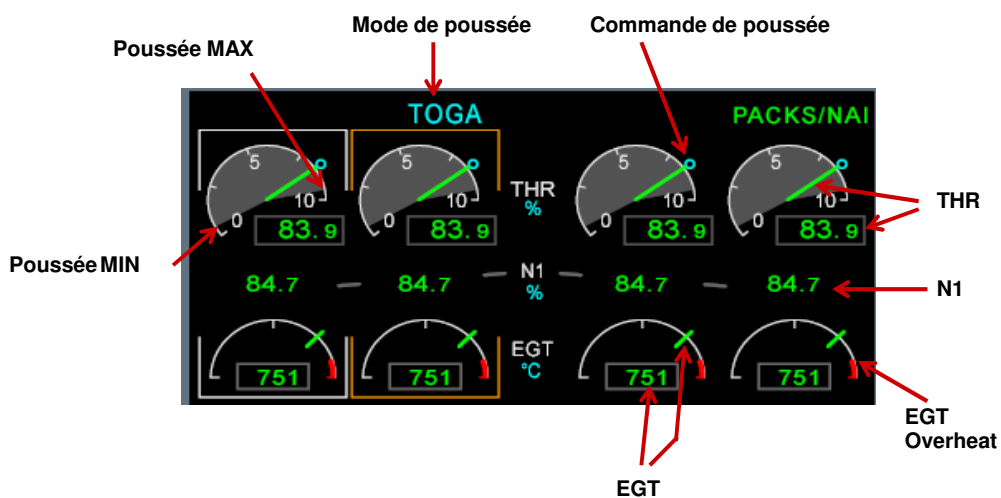 Mode de poussée Commande de poussée
Poussée MAX
TOGA PACKS/NAI
5 5 5 5
THR
%
10 10 10 10
THR
0 0 0 0
83.9 83.9 83.9 83.9
Poussée MIN
N1
84.7 84.7 % 84.7 84.7
N1
EGT
°C
751 751 751 751
EGT
Overheat
EGT